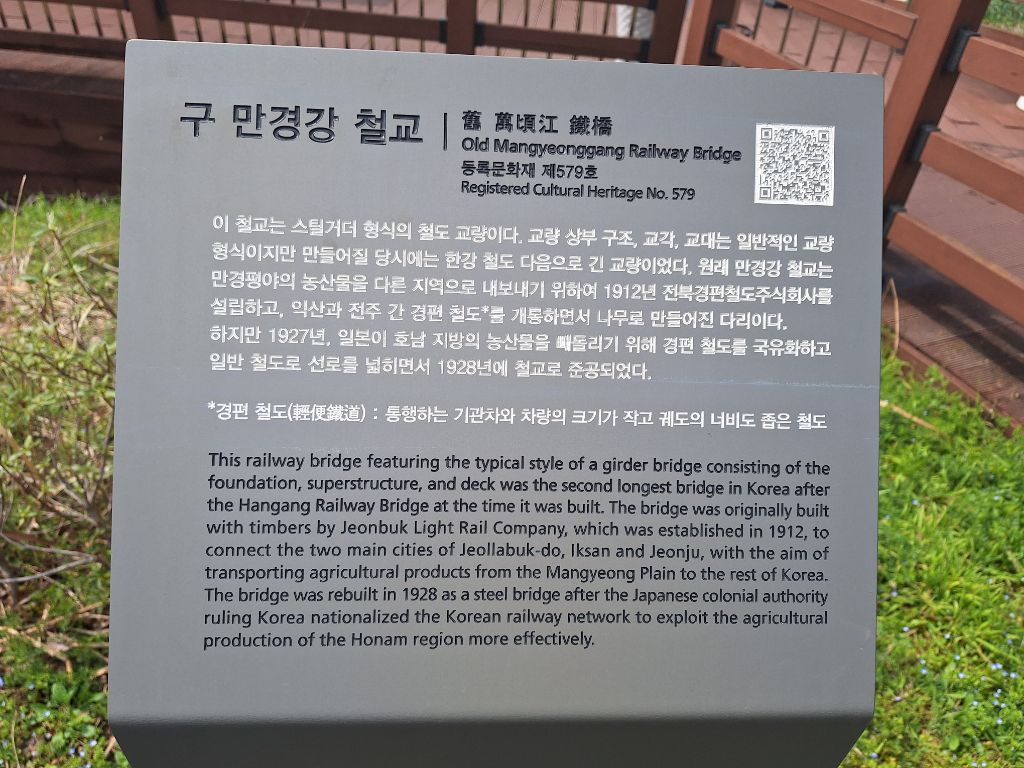 구 만경강 철교
舊 萬頃江 鐵橋
Old Mangyeonggang Railway Bridge
등록문화재 제579호
Registered Cultural Heritage No. 579
이 철교는 스틸거더 형식의 철도 교량이다. 교량 상부 구조, 교각, 교대는 일반적인 교량
형식이지만 만들어질 당시에는 한강 철도 다음으로 긴 교량이었다. 원래 만경강 철교는
만경평야의 농산물을 다른 지역으로 내보내기 위하여 1912년 전북경편철도주식회사를
설립하고, 익산과 전주 간 경편 철도*를 개통하면서 나무로 만들어진 다리이다.
하지만 1927년, 일본이 호남 지방의 농산물을 빼돌리기 위해 경편 철도를 국유화하고
일반 철도로 선로를 넓히면서 1928년에 철교로 준공되었다.
*경편 철도(輕便鐵道) : 통행하는 기관차와 차량의 크기가 작고 궤도의 너비도 좁은 철도
This railway bridge featuring the typical style of a girder bridge consisting of the
foundation, superstructure, and deck was the second longest bridge in Korea after
the Hangang Railway Bridge at the time it was built. The bridge was originally built
with timbers by Jeonbuk Light Rail Company, which was established in 1912, to
connect the two main cities of Jeollabuk-do, Iksan and Jeonju, with the aim of
transporting agricultural products from the Mangyeong Plain to the rest of Korea.
The bridge was rebuilt in 1928 as a steel bridge after the Japanese colonial authority
ruling Korea nationalized the Korean railway network to exploit the agricultural
production of the Honam region more effectively.